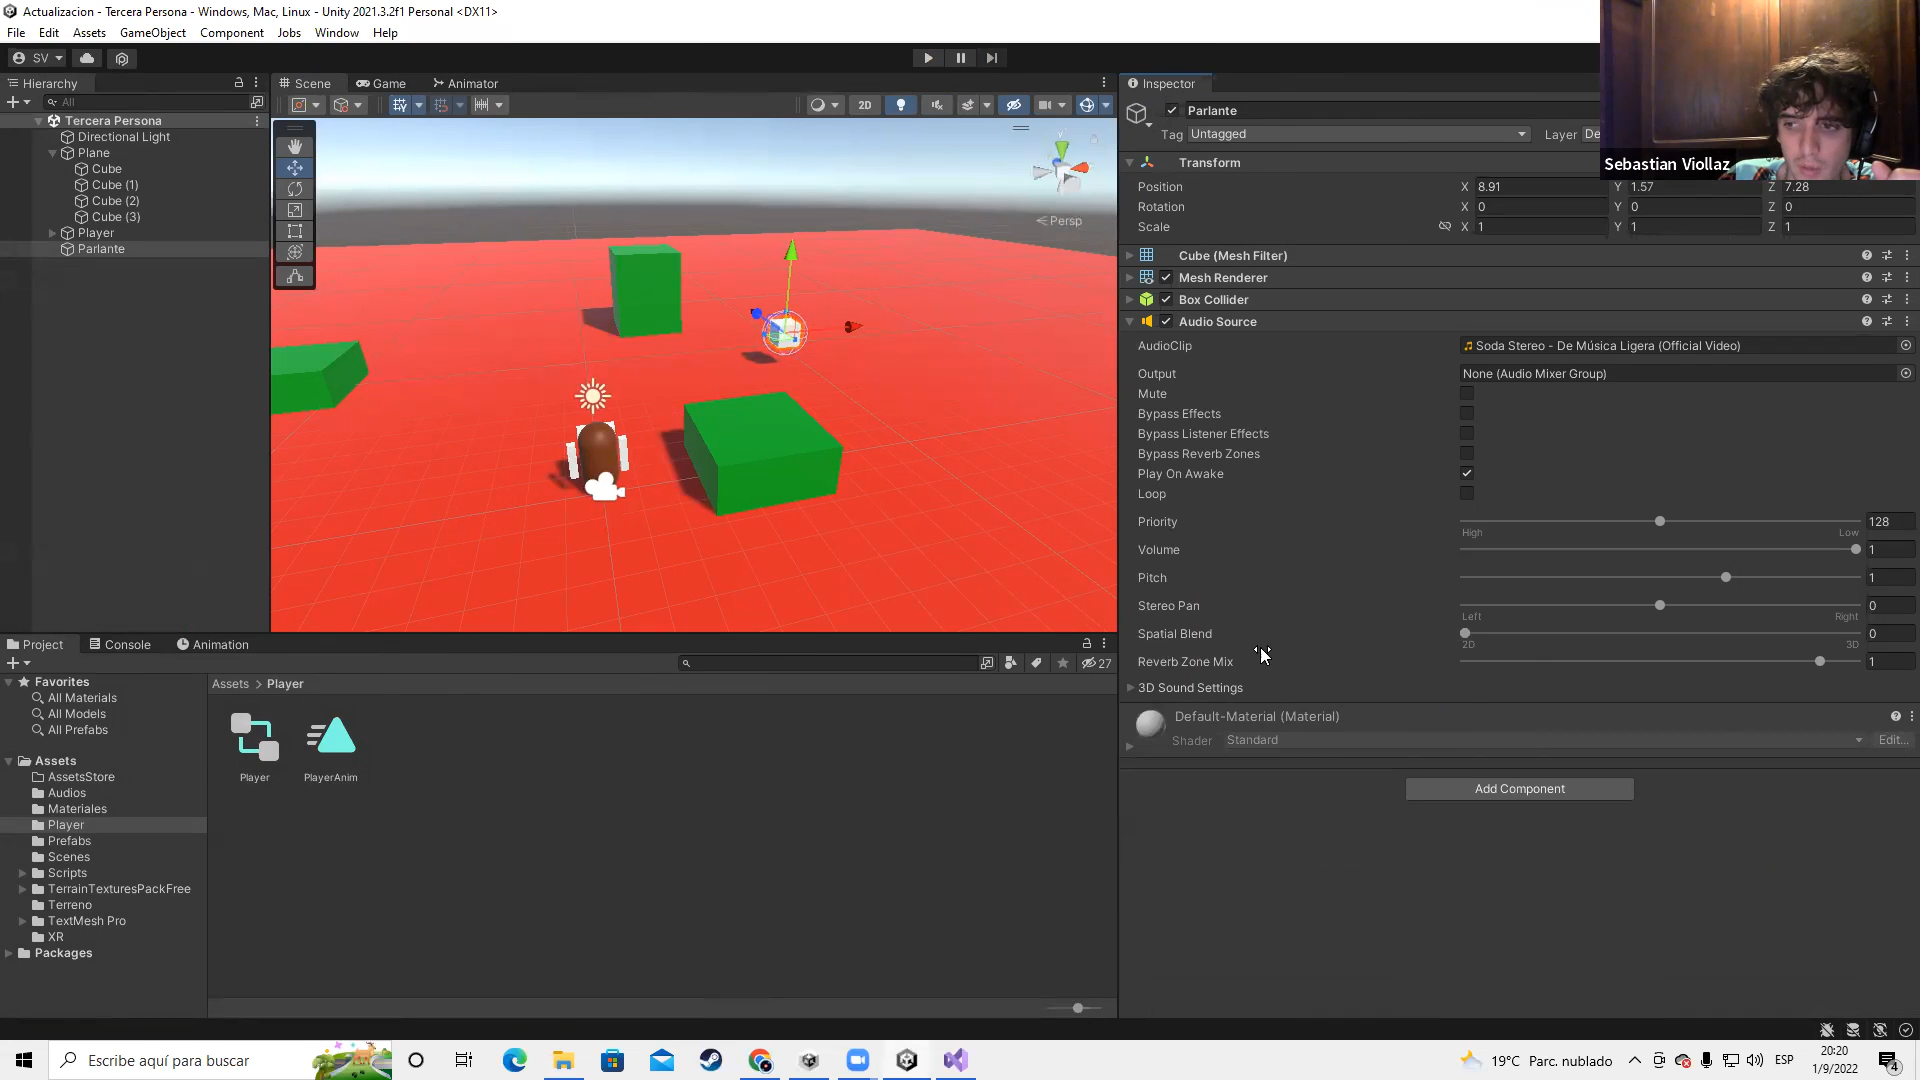 Actualizacion - Tercera Persona - Windows, Mac, Linux - Unity 2021.3.2f1 Personal <DX11>
File Edit Assets GameObject Component Jobs Window Help
SV
Hierarchy
All
Tercera Persona
Directional Light
Plane
Cube
Cube (1)
Cube (2)
Cube (3)
Player
Parlante
Scene Game Animator
2D
y
Persp
Inspector
Parlante
Tag Untagged Layer De
Sebastian Viollaz
Transform
Position X 8.91 Y 1.57 Z 7.28
Rotation X 0 Y 0 Z 0
Scale X 1 Y 1 Z 1
Cube (Mesh Filter)
Mesh Renderer
Box Collider
Audio Source
AudioClip Soda Stereo - De Música Ligera (Official Video)
Output None (Audio Mixer Group)
Mute
Bypass Effects
Bypass Listener Effects
Bypass Reverb Zones
Play On Awake
Loop
Priority 128
High Low
Volume 1
Pitch 1
Stereo Pan 0
Left Right
Spatial Blend 0
2D 3D
Reverb Zone Mix 1
3D Sound Settings
Default-Material (Material)
Shader Standard Edit...
Add Component
Project Console Animation
27
Favorites
All Materials
All Models
All Prefabs
Assets
AssetsStore
Audios
Materiales
Player
Prefabs
Scenes
Scripts
TerrainTexturesPackFree
Terreno
TextMesh Pro
XR
Packages
Assets > Player
Player PlayerAnim
Escribe aquí para buscar
19°C Parc. nublado
ESP
20:20
1/9/2022
4